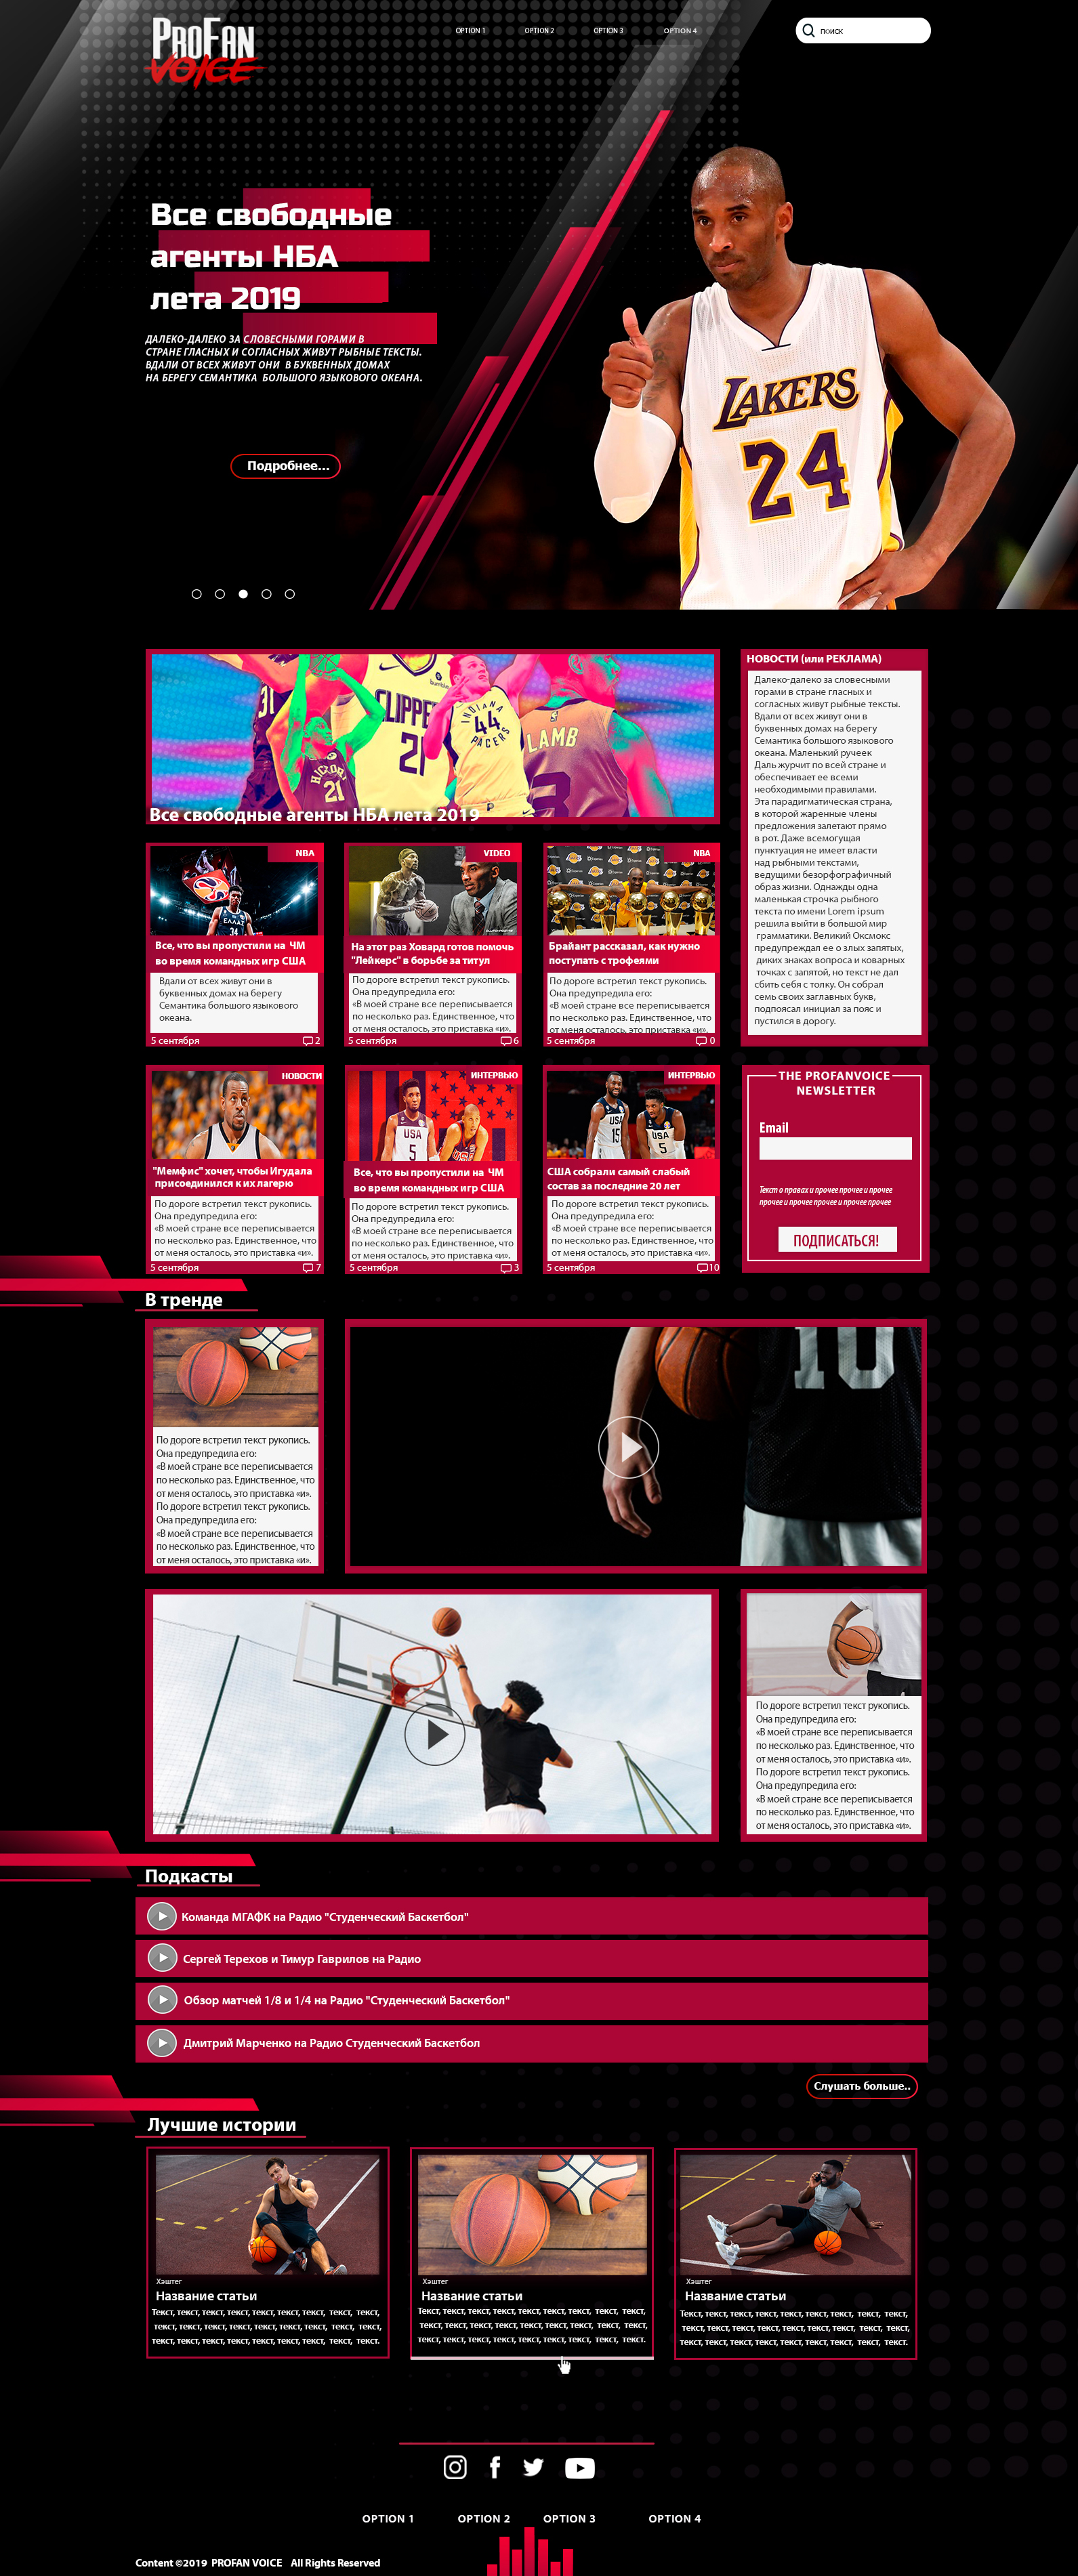 PROFAN
VOICE
OPTION 1
OPTION 2
OPTION 3
OPTION 4
ПОИСК
Все свободные
агенты НБА
лета 2019
ДАЛЕКО-ДАЛЕКО ЗА СЛОВЕСНЫМИ ГОРАМИ В
СТРАНЕ ГЛАСНЫХ И СОГЛАСНЫХ ЖИВУТ РЫБНЫЕ ТЕКСТЫ.
ВДАЛИ ОТ ВСЕХ ЖИВУТ ОНИ В БУКВЕННЫХ ДОМАХ
НА БЕРЕГУ СЕМАНТИКА БОЛЬШОГО ЯЗЫКОВОГО ОКЕАНА.
Подробнее...
LAKERS
24
31
HICKORY
21
bumble
CLIPPE
21
INDIANA
44
PACERS
LAMB
Все свободные агенты НБА лета 2019
НОВОСТИ (или РЕКЛАМА)
Далеко-далеко за словесными
горами в стране гласных и
согласных живут рыбные тексты.
Вдали от всех живут они в
буквенных домах на берегу
Семантика большого языкового
океана. Маленький ручеек
Даль журчит по всей стране и
обеспечивает ее всеми
необходимыми правилами.
Эта парадигматическая страна,
в которой жаренные члены
предложения залетают прямо
в рот. Даже всемогущая
пунктуация не имеет власти
над рыбными текстами,
ведущими безорфографичный
образ жизни. Однажды одна
маленькая строчка рыбного
текста по имени Lorem ipsum
решила выйти в большой мир
грамматики. Великий Оксмокс
предупреждал ее о злых запятых,
диких знаках вопроса и коварных
точках с запятой, но текст не дал
сбить себя с толку. Он собрал
семь своих заглавных букв,
подпоясал инициал за пояс и
пустился в дорогу.
NBA
ΕΛΛΑΣ
34
Все, что вы пропустили на ЧМ
во время командных игр США
Вдали от всех живут они в
буквенных домах на берегу
Семантика большого языкового
океана.
5 сентября
2
VIDEO
На этот раз Ховард готов помочь
"Лейкерс" в борьбе за титул
По дороге встретил текст рукопись.
Она предупредила его:
«В моей стране все переписывается
по несколько раз. Единственное, что
от меня осталось, это приставка «и».
5 сентября
6
NBA
Брайант рассказал, как нужно
поступать с трофеями
По дороге встретил текст рукопись.
Она предупредила его:
«В моей стране все переписывается
по несколько раз. Единственное, что
от меня осталось, это приставка «и».
5 сентября
0
НОВОСТИ
"Мемфис" хочет, чтобы Игудала
присоединился к их лагерю
По дороге встретил текст рукопись.
Она предупредила его:
«В моей стране все переписывается
по несколько раз. Единственное, что
от меня осталось, это приставка «и».
5 сентября
7
ИНТЕРВЬЮ
USA
5
USA
Все, что вы пропустили на ЧМ
во время командных игр США
По дороге встретил текст рукопись.
Она предупредила его:
«В моей стране все переписывается
по несколько раз. Единственное, что
от меня осталось, это приставка «и».
5 сентября
3
ИНТЕРВЬЮ
USA
15
USA
5
США собрали самый слабый
состав за последние 20 лет
По дороге встретил текст рукопись.
Она предупредила его:
«В моей стране все переписывается
по несколько раз. Единственное, что
от меня осталось, это приставка «и».
5 сентября
10
THE PROFANVOICE
NEWSLETTER
Email
Текст о правах и прочее прочее и прочее
прочее и прочее прочее и прочее прочее
ПОДПИСАТЬСЯ!
В тренде
По дороге встретил текст рукопись.
Она предупредила его:
«В моей стране все переписывается
по несколько раз. Единственное, что
от меня осталось, это приставка «и».
По дороге встретил текст рукопись.
Она предупредила его:
«В моей стране все переписывается
по несколько раз. Единственное, что
от меня осталось, это приставка «и».
10
По дороге встретил текст рукопись.
Она предупредила его:
«В моей стране все переписывается
по несколько раз. Единственное, что
от меня осталось, это приставка «и».
По дороге встретил текст рукопись.
Она предупредила его:
«В моей стране все переписывается
по несколько раз. Единственное, что
от меня осталось, это приставка «и».
Подкасты
Команда МГАФК на Радио "Студенческий Баскетбол"
Сергей Терехов и Тимур Гаврилов на Радио
Обзор матчей 1/8 и 1/4 на Радио "Студенческий Баскетбол"
Дмитрий Марченко на Радио Студенческий Баскетбол
Слушать больше..
Лучшие истории
Хэштег
Название статьи
Текст, текст, текст, текст, текст, текст, текст, текст, текст,
текст, текст, текст, текст, текст, текст, текст, текст, текст,
текст, текст, текст, текст, текст, текст, текст, текст, текст.
Хэштег
Название статьи
Текст, текст, текст, текст, текст, текст, текст, текст, текст,
текст, текст, текст, текст, текст, текст, текст, текст, текст,
текст, текст, текст, текст, текст, текст, текст, текст, текст.
Хэштег
Название статьи
Текст, текст, текст, текст, текст, текст, текст, текст, текст,
текст, текст, текст, текст, текст, текст, текст, текст, текст,
текст, текст, текст, текст, текст, текст, текст, текст, текст.
OPTION 1
OPTION 2
OPTION 3
OPTION 4
Content ©2019 PROFAN VOICE All Rights Reserved